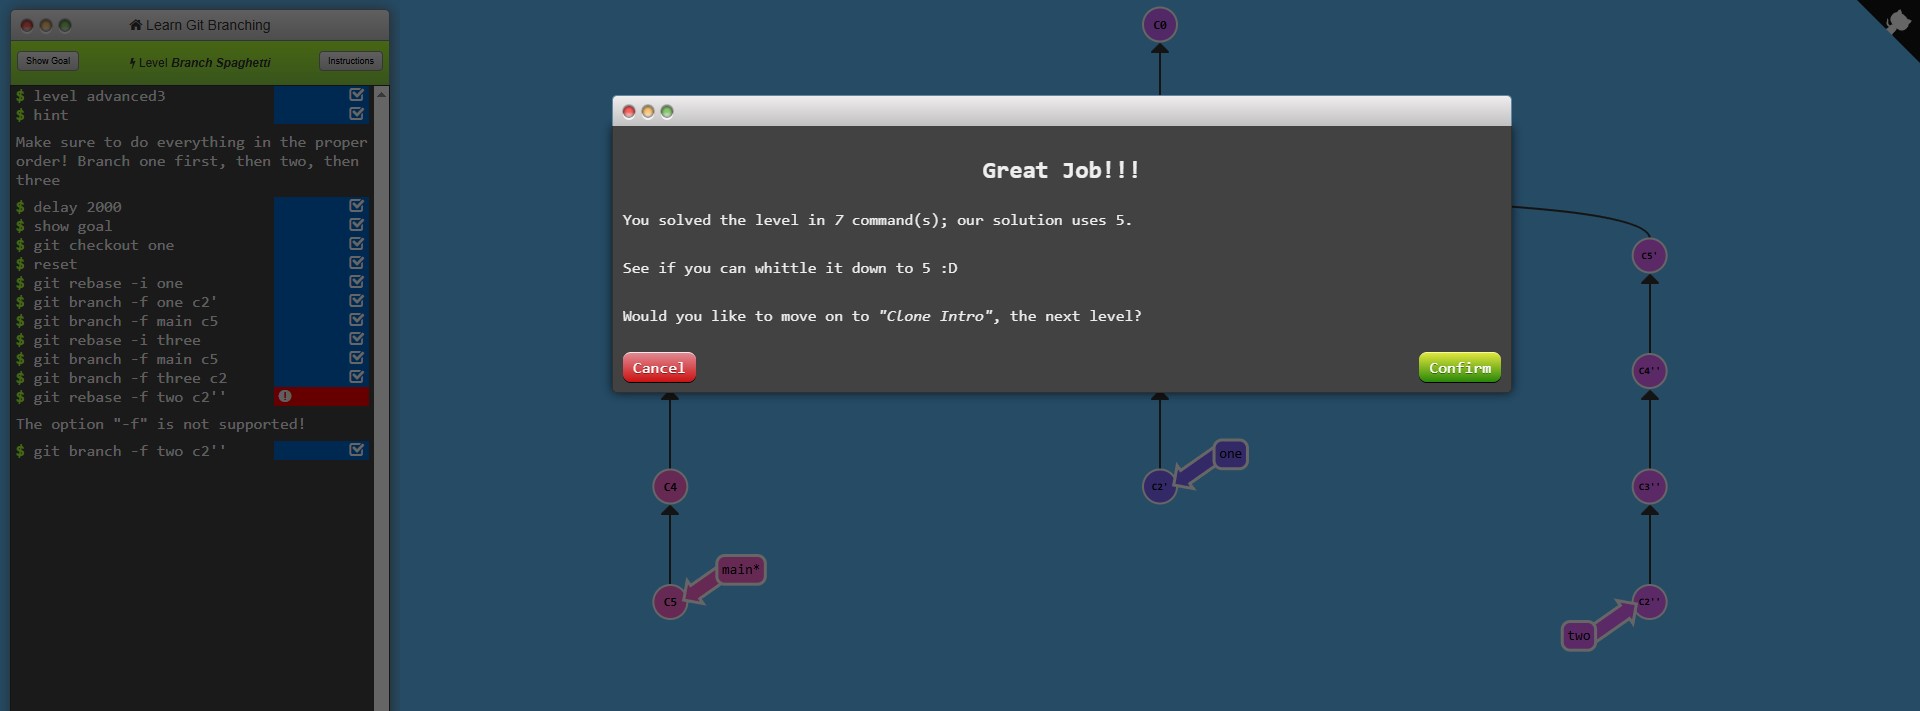 Learn Git Branching
Show Goal
Level Branch Spaghetti
Instructions
$ level advanced3
$ hint
Make sure to do everything in the proper
order! Branch one first, then two, then
three
$ delay 2000
$ show goal
$ git checkout one
$ reset
$ git rebase -i one
$ git branch -f one c2'
$ git branch -f main c5
$ git rebase -i three
$ git branch -f main c5
$ git branch -f three c2
$ git rebase -f two c2''
The option "-f" is not supported!
$ git branch -f two c2''
C0
Great Job!!!
You solved the level in 7 command(s); our solution uses 5.
See if you can whittle it down to 5 :D
Would you like to move on to "Clone Intro", the next level?
Cancel
Confirm
C5'
C4''
one
C4
C2'
C3''
main*
C5
C2''
two